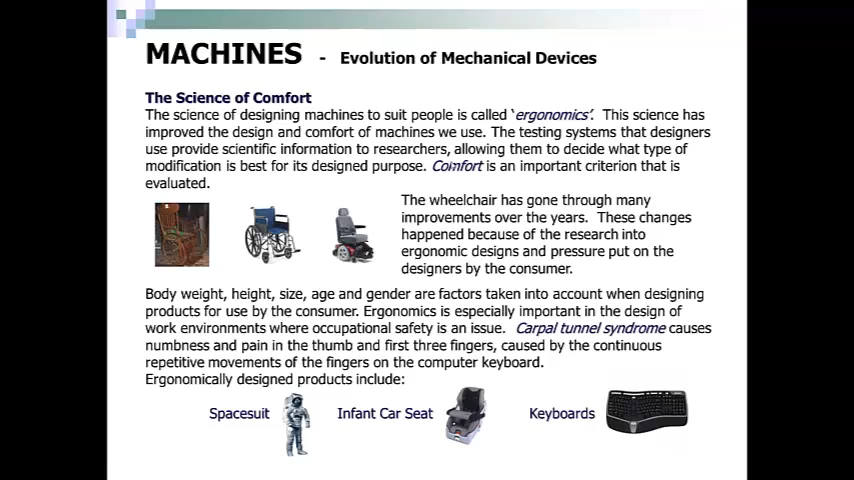 MACHINES - Evolution of Mechanical Devices
The Science of Comfort
The science of designing machines to suit people is called 'ergonomics'. This science has
improved the design and comfort of machines we use. The testing systems that designers
use provide scientific information to researchers, allowing them to decide what type of
modification is best for its designed purpose. Comfort is an important criterion that is
evaluated.
The wheelchair has gone through many
improvements over the years. These changes
happened because of the research into
ergonomic designs and pressure put on the
designers by the consumer.
Body weight, height, size, age and gender are factors taken into account when designing
products for use by the consumer. Ergonomics is especially important in the design of
work environments where occupational safety is an issue. Carpal tunnel syndrome causes
numbness and pain in the thumb and first three fingers, caused by the continuous
repetitive movements of the fingers on the computer keyboard.
Ergonomically designed products include:
Spacesuit Infant Car Seat Keyboards